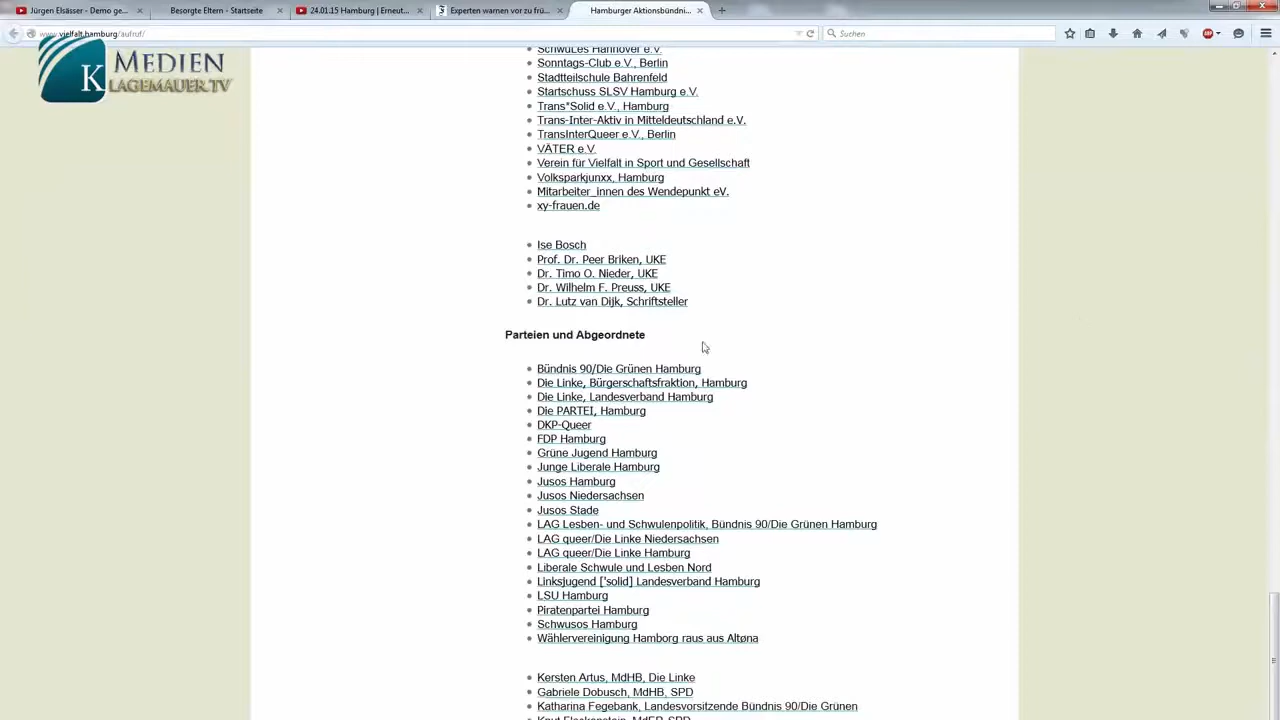 Jürgen Elsässer - Demo ge...
Besorgte Eltern - Startseite
24.01.15 Hamburg | Erneut...
Experten warnen vor zu frü...
Hamburger Aktionsbündni...
www.vielfalt.hamburg/aufruf/
Suchen
K MEDIEN
KLAGEMAUER.TV
SchwuLes Hannover e.V.
Sonntags-Club e.V., Berlin
Stadtteilschule Bahrenfeld
Startschuss SLSV Hamburg e.V.
Trans*Solid e.V., Hamburg
Trans-Inter-Aktiv in Mitteldeutschland e.V.
TransInterQueer e.V., Berlin
VÄTER e.V.
Verein für Vielfalt in Sport und Gesellschaft
Volksparkjunxx, Hamburg
Mitarbeiter_innen des Wendepunkt eV.
xy-frauen.de
Ise Bosch
Prof. Dr. Peer Briken, UKE
Dr. Timo O. Nieder, UKE
Dr. Wilhelm F. Preuss, UKE
Dr. Lutz van Dijk, Schriftsteller
Parteien und Abgeordnete
Bündnis 90/Die Grünen Hamburg
Die Linke, Bürgerschaftsfraktion, Hamburg
Die Linke, Landesverband Hamburg
Die PARTEI, Hamburg
DKP-Queer
FDP Hamburg
Grüne Jugend Hamburg
Junge Liberale Hamburg
Jusos Hamburg
Jusos Niedersachsen
Jusos Stade
LAG Lesben- und Schwulenpolitik, Bündnis 90/Die Grünen Hamburg
LAG queer/Die Linke Niedersachsen
LAG queer/Die Linke Hamburg
Liberale Schwule und Lesben Nord
Linksjugend ['solid] Landesverband Hamburg
LSU Hamburg
Piratenpartei Hamburg
Schwusos Hamburg
Wählervereinigung Hamborg raus aus Altøna
Kersten Artus, MdHB, Die Linke
Gabriele Dobusch, MdHB, SPD
Katharina Fegebank, Landesvorsitzende Bündnis 90/Die Grünen
Knut Fleckenstein, MdEP, SPD